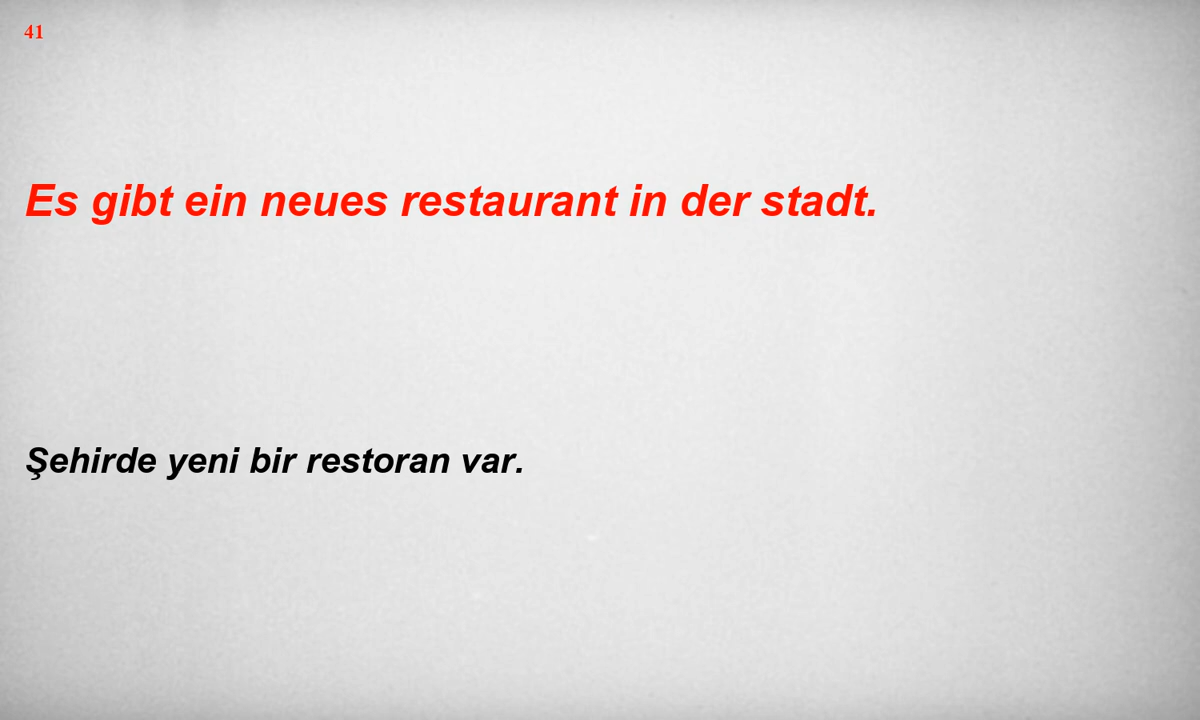 41
Es gibt ein neues restaurant in der stadt.
Şehirde yeni bir restoran var.